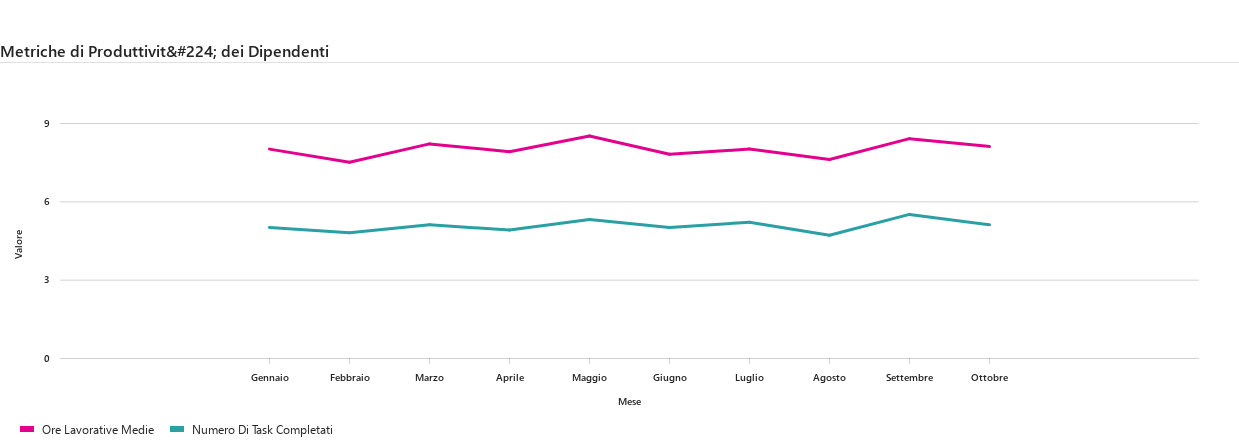 Metriche di Produttivit&#224; dei Dipendenti
9
6
3
0
Valore
Gennaio Febbraio Marzo Aprile Maggio Giugno Luglio Agosto Settembre Ottobre
Mese
Ore Lavorative Medie Numero Di Task Completati